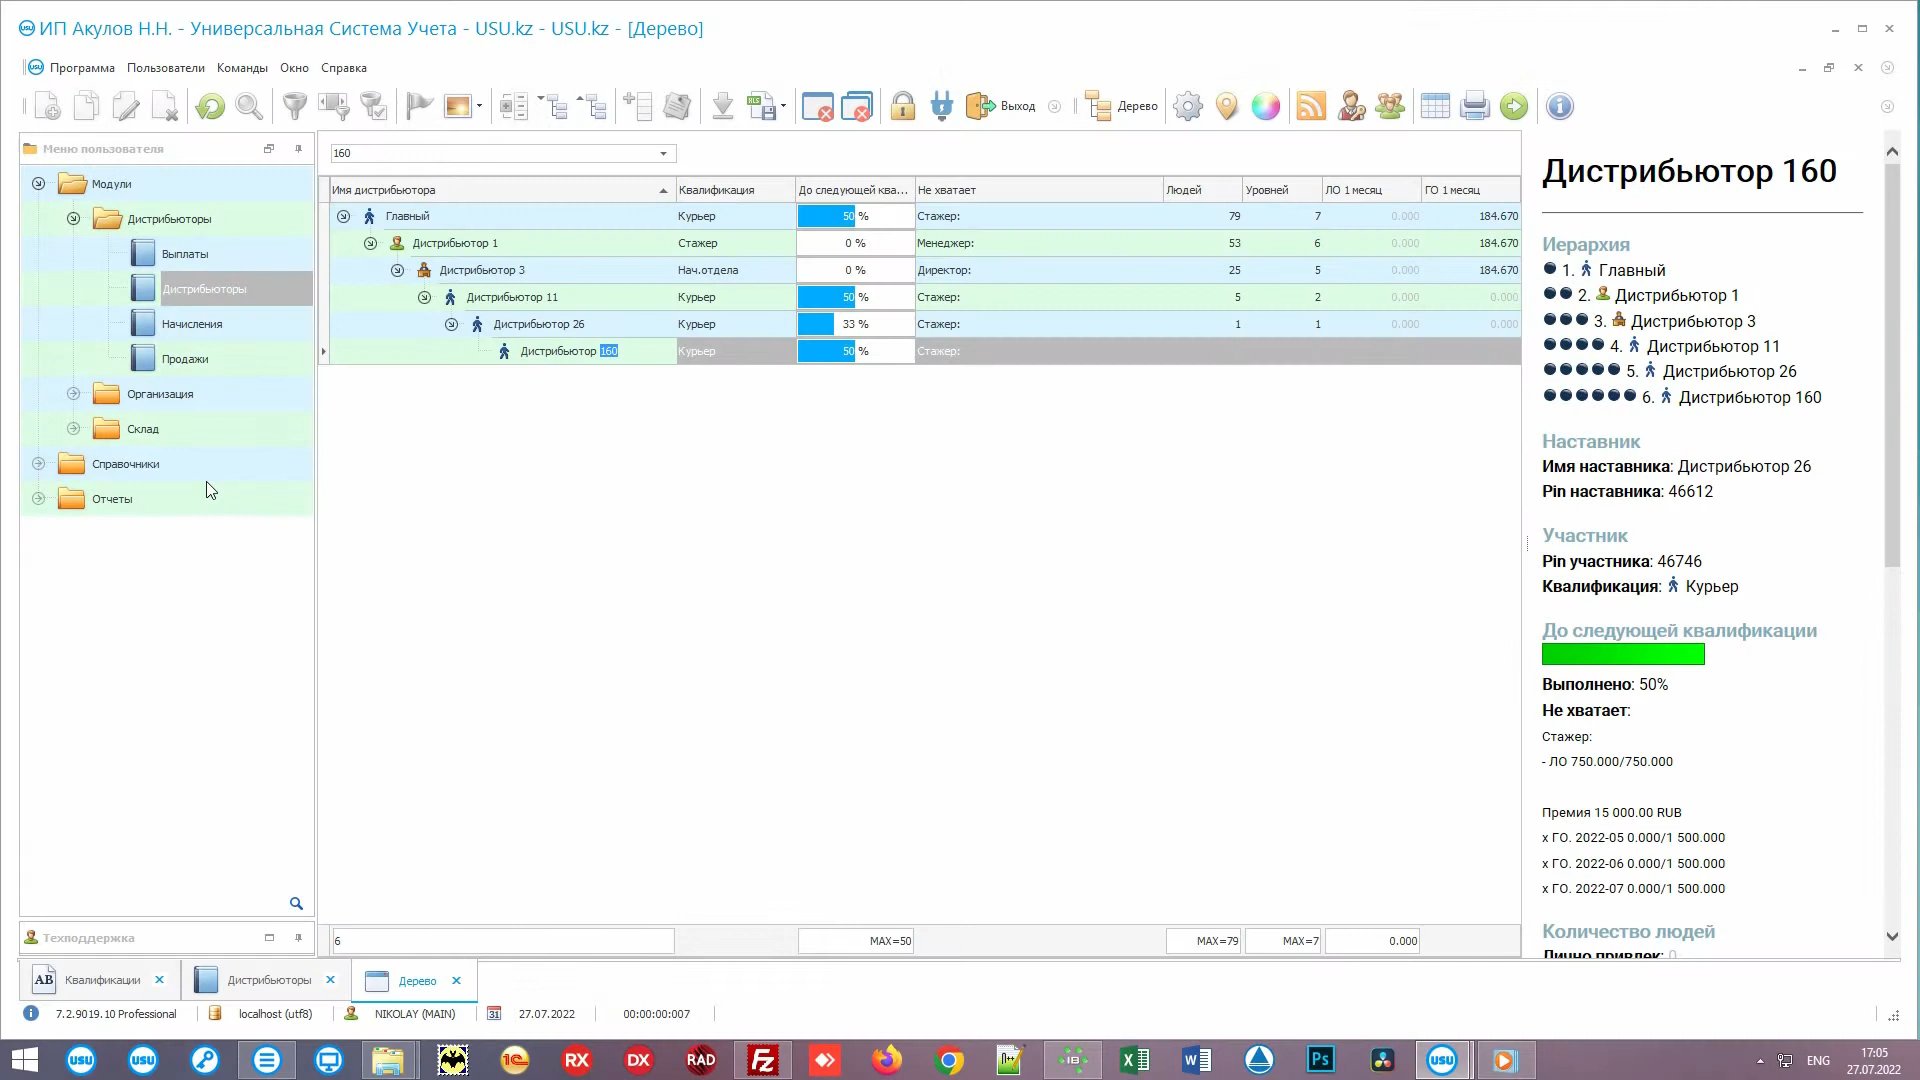 ИП Акулов Н.Н. - Универсальная Система Учета - USU.kz - USU.kz - [Дерево]
Программа Пользователи Команды Окно Справка
Выход Дерево
Меню пользователя
Модули
Дистрибьюторы
Выплаты
Дистрибьюторы
Начисления
Продажи
Организация
Склад
Справочники
Отчеты
Техподдержка
160
Имя дистрибьютора Квалификация До следующей ква... Не хватает Людей Уровней ЛО 1 месяц ГО 1 месяц
Главный Курьер 50 % Стажер: 79 7 0.000 184.670
Дистрибьютор 1 Стажер 0 % Менеджер: 53 6 0.000 184.670
Дистрибьютор 3 Нач.отдела 0 % Директор: 25 5 0.000 184.670
Дистрибьютор 11 Курьер 50 % Стажер: 5 2 0.000 0.000
Дистрибьютор 26 Курьер 33 % Стажер: 1 1 0.000 0.000
Дистрибьютор 160 Курьер 50 % Стажер:
6 MAX=50 MAX=79 MAX=7 0.000
Дистрибьютор 160
Иерархия
1. Главный
2. Дистрибьютор 1
3. Дистрибьютор 3
4. Дистрибьютор 11
5. Дистрибьютор 26
6. Дистрибьютор 160
Наставник
Имя наставника: Дистрибьютор 26
Pin наставника: 46612
Участник
Pin участника: 46746
Квалификация: Курьер
До следующей квалификации
Выполнено: 50%
Не хватает:
Стажер:
- ЛО 750.000/750.000
Премия 15 000.00 RUB
x ГО. 2022-05 0.000/1 500.000
x ГО. 2022-06 0.000/1 500.000
x ГО. 2022-07 0.000/1 500.000
Количество людей
Лично привлек: 0
Квалификации Дистрибьюторы Дерево
7.2.9019.10 Professional localhost (utf8) NIKOLAY (MAIN) 31 27.07.2022 00:00:00:007
ENG 17:05
27.07.2022